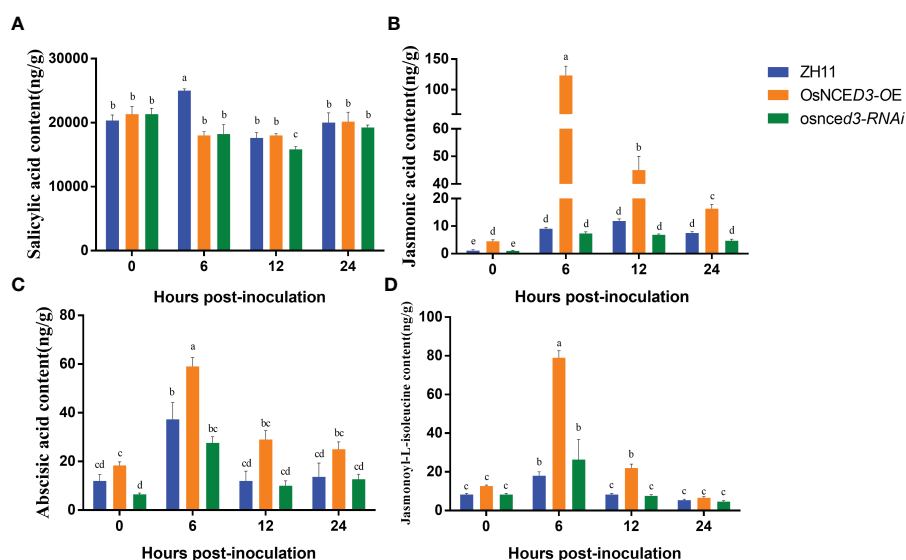 A
Salicylic acid content(ng/g)
30000
20000
10000
0
b b b
a b b
b b c
b b b
0 6 12 24
Hours post-inoculation
B
Jasmonic acid content(ng/g)
150
100
50
50
40
30
20
10
0
e d e
d a d
d b d
d c d
0 6 12 24
Hours post-inoculation
ZH11
OsNCED3-OE
osnced3-RNAi
C
Abscisic acid content(ng/g)
80
60
40
20
0
cd c d
b a bc
cd bc cd
cd bc cd
0 6 12 24
Hours post-inoculation
D
Jasmonoyl-L-isoleucine content(ng/g)
100
80
60
40
20
0
c c c
b a b
c b c
c c c
0 6 12 24
Hours post-inoculation